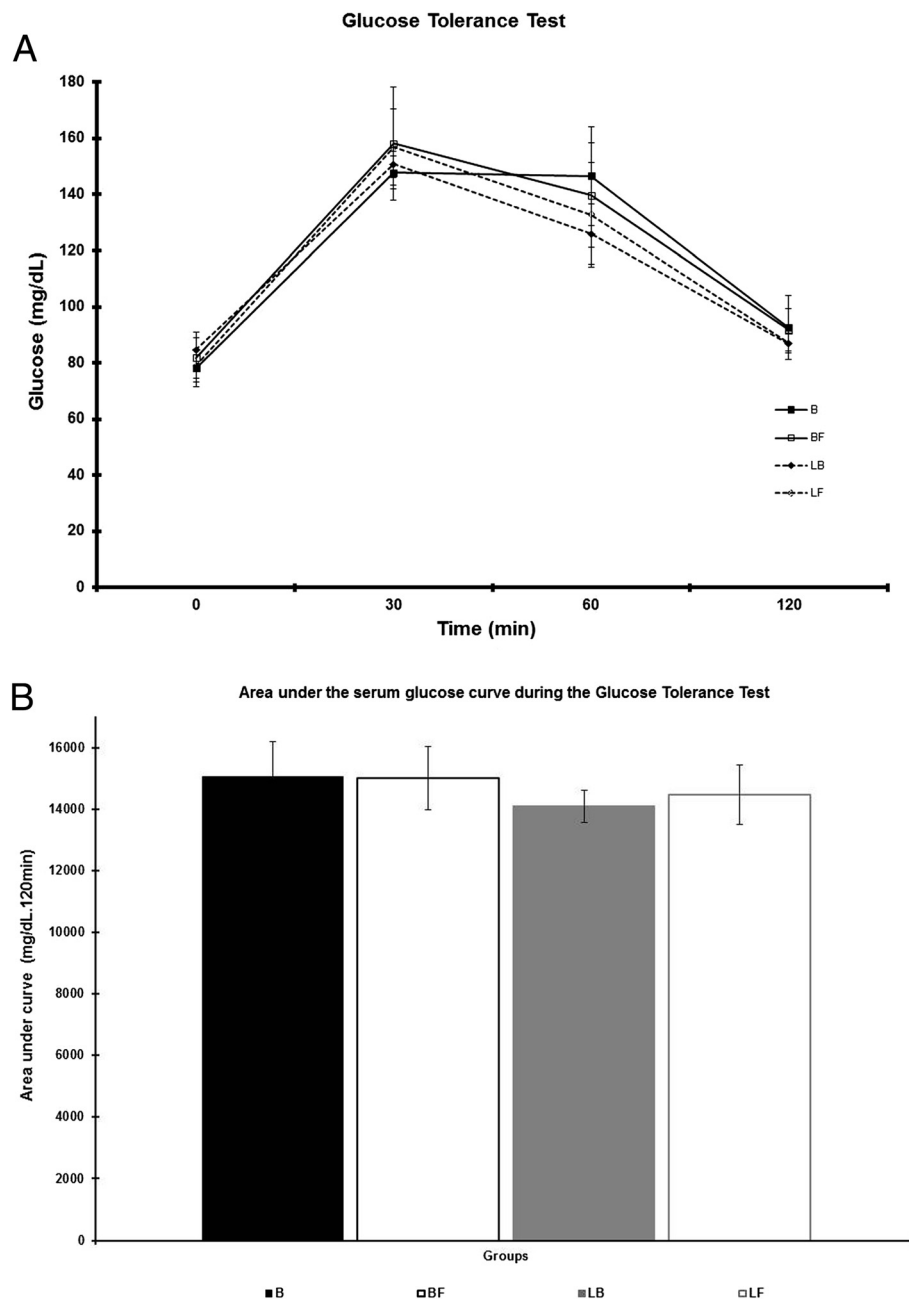 Glucose Tolerance Test
A
180
160
140
120
100
80
60
40
20
0
Glucose (mg/dL)
0 30 60 120
Time (min)
B
BF
LB
LF
B
Area under the serum glucose curve during the Glucose Tolerance Test
16000
14000
12000
10000
8000
6000
4000
2000
0
Area under curve (mg/dL.120min)
Groups
B BF LB LF